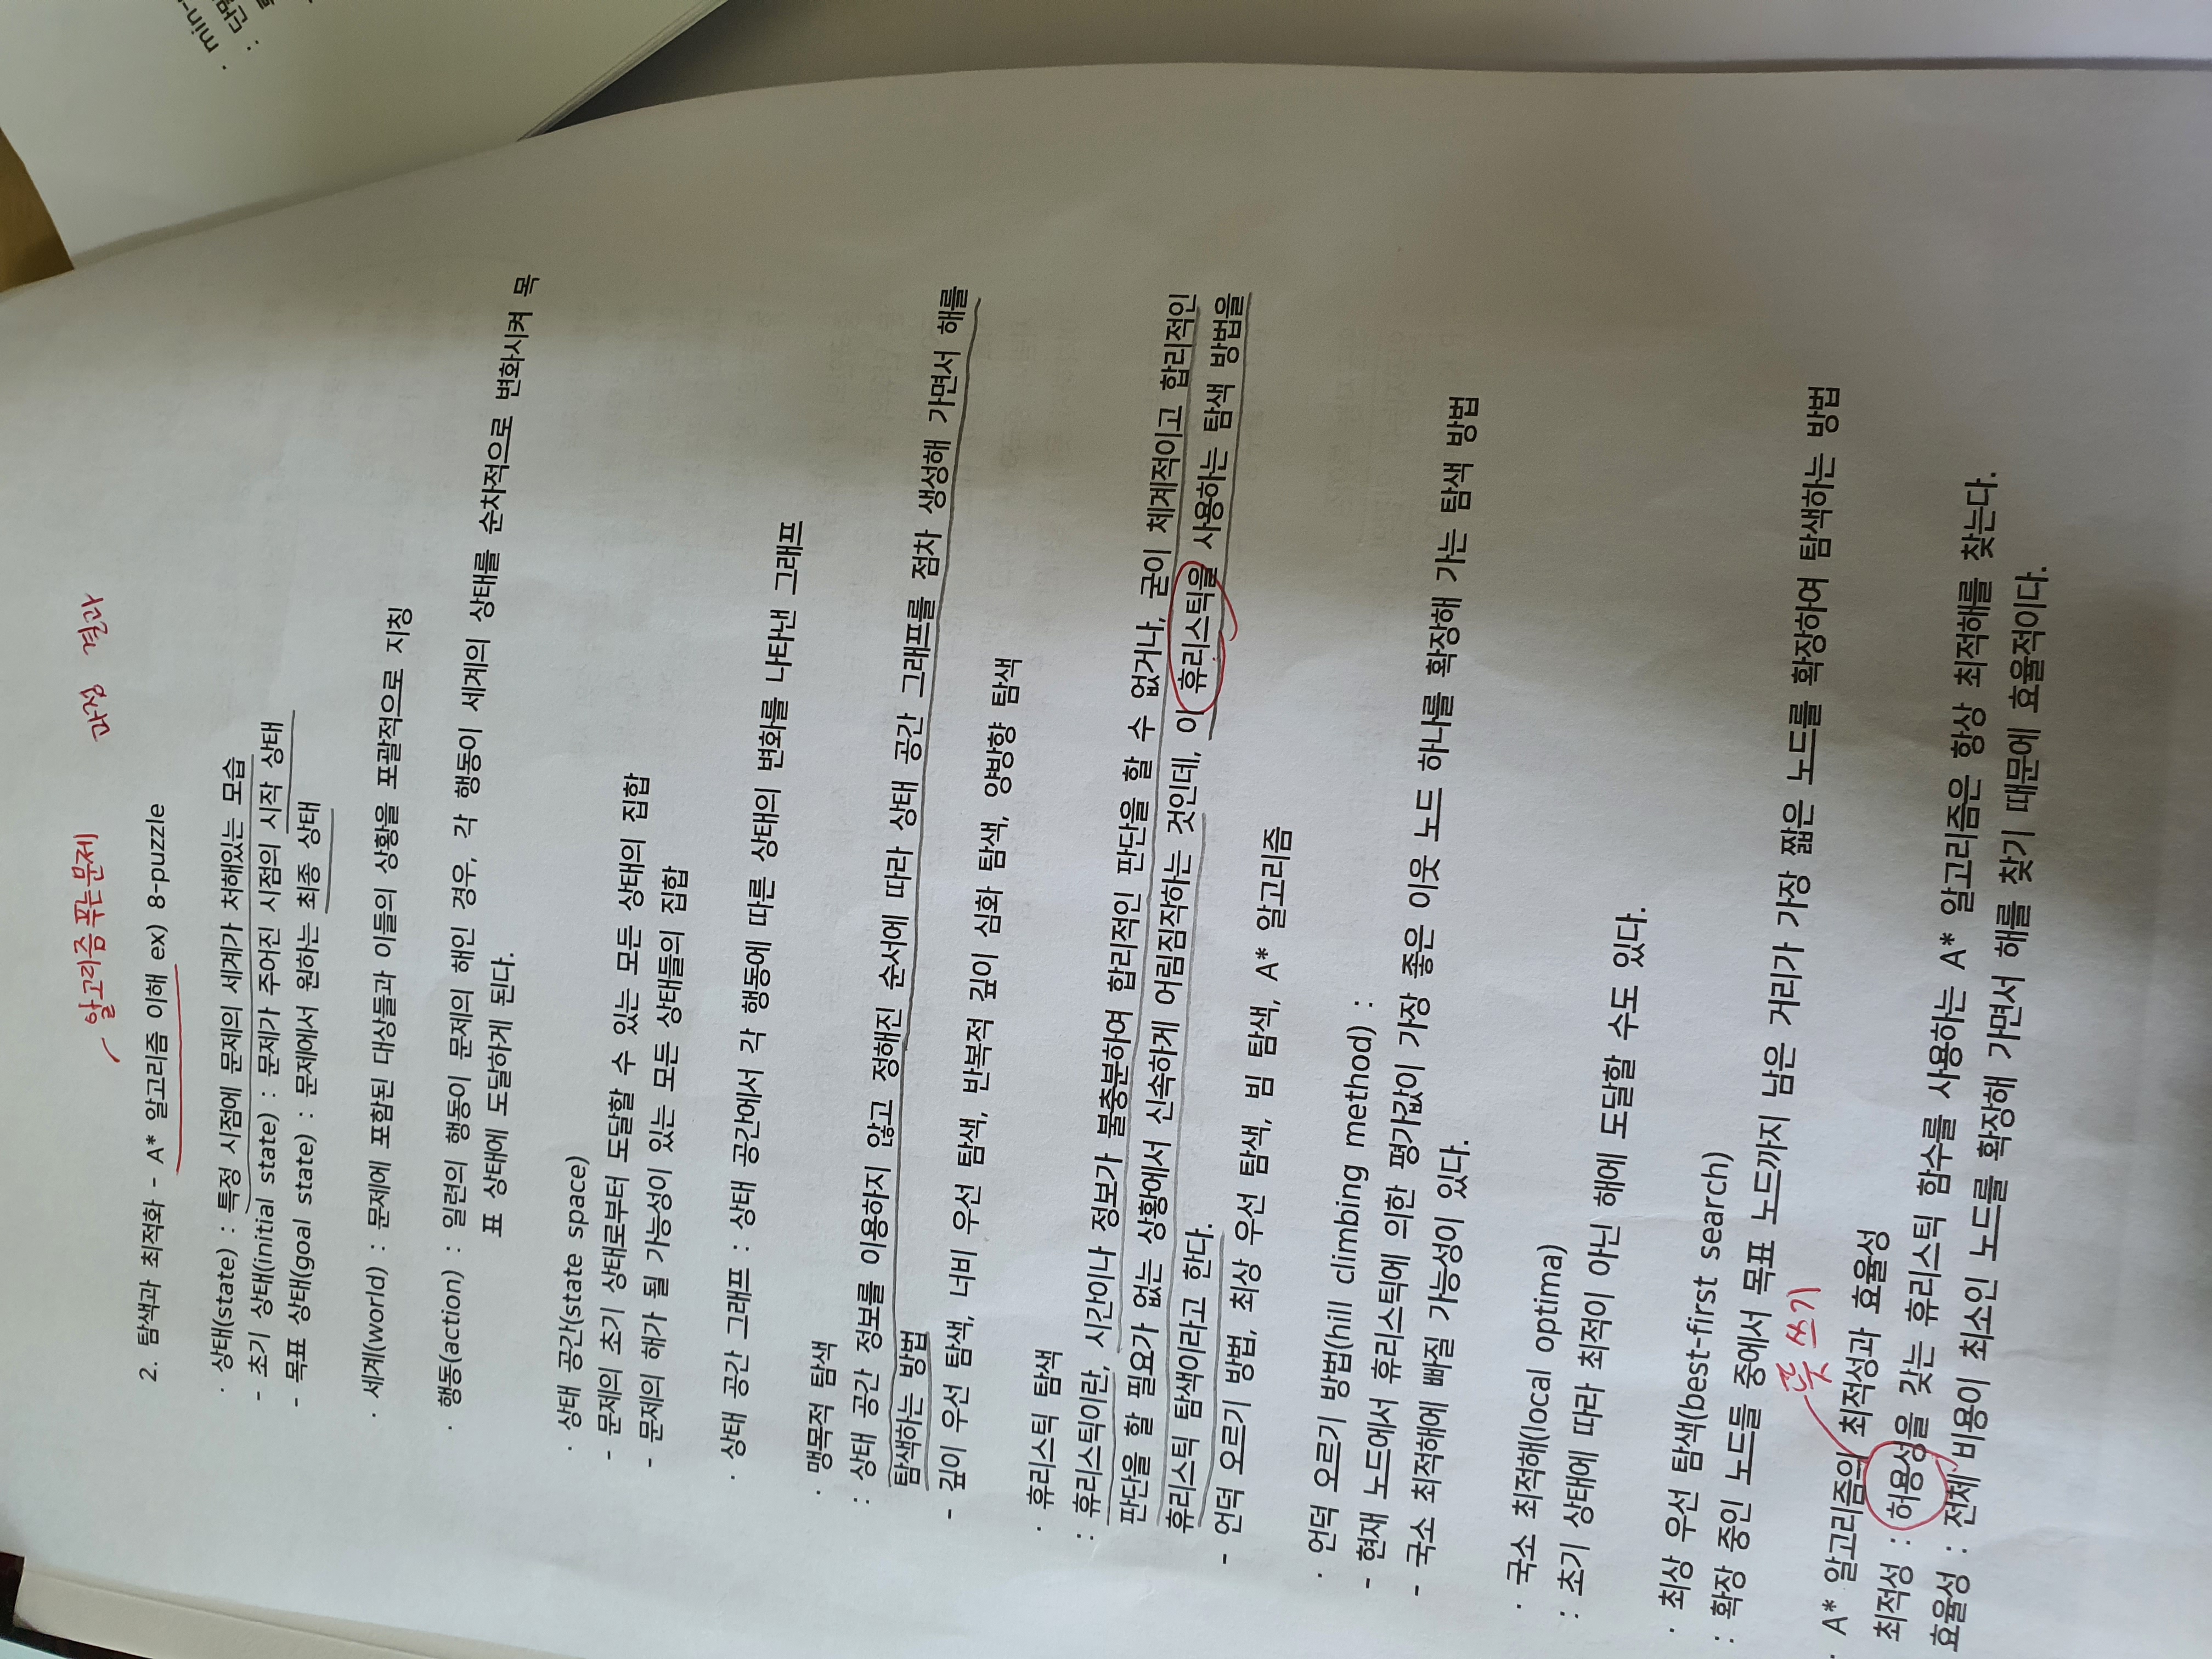 알고리즘 푸는 문제 과정 결과
2. 탐색과 최적화 - A* 알고리즘 이해 ex) 8-puzzle
· 상태(state) : 특정 시점에 문제의 세계가 처해있는 모습
- 초기 상태(initial state) : 문제가 주어진 시점의 시작 상태
- 목표 상태(goal state) : 문제에서 원하는 최종 상태
· 세계(world) : 문제에 포함된 대상들과 이들의 상황을 포괄적으로 지칭
· 행동(action) : 일련의 행동이 문제의 해인 경우, 각 행동이 세계의 상태를 순차적으로 변화시켜 목
표 상태에 도달하게 된다.
· 상태 공간(state space)
- 문제의 초기 상태로부터 도달할 수 있는 모든 상태의 집합
- 문제의 해가 될 가능성이 있는 모든 상태들의 집합
· 상태 공간 그래프 : 상태 공간에서 각 행동에 따른 상태의 변화를 나타낸 그래프
· 맹목적 탐색
: 상태 공간 정보를 이용하지 않고 정해진 순서에 따라 상태 공간 그래프를 점차 생성해 가면서 해를
탐색하는 방법
- 깊이 우선 탐색, 너비 우선 탐색, 반복적 깊이 심화 탐색, 양방향 탐색
· 휴리스틱 탐색
: 휴리스틱이란, 시간이나 정보가 불충분하여 합리적인 판단을 할 수 없거나, 굳이 체계적이고 합리적인
판단을 할 필요가 없는 상황에서 신속하게 어림짐작하는 것인데, 이 휴리스틱을 사용하는 탐색 방법을
휴리스틱 탐색이라고 한다.
- 언덕 오르기 방법, 최상 우선 탐색, 빔 탐색, A* 알고리즘
· 언덕 오르기 방법(hill climbing method) :
- 현재 노드에서 휴리스틱에 의한 평가값이 가장 좋은 이웃 노드 하나를 확장해 가는 탐색 방법
- 국소 최적해에 빠질 가능성이 있다.
· 국소 최적해(local optima)
: 초기 상태에 따라 최적이 아닌 해에 도달할 수도 있다.
· 최상 우선 탐색(best-first search)
: 확장 중인 노드들 중에서 목표 노드까지 남은 거리가 가장 짧은 노드를 확장하여 탐색하는 방법
뜻 쓰기
· A* 알고리즘의 최적성과 효율성
최적성 : 허용성을 갖는 휴리스틱 함수를 사용하는 A* 알고리즘은 항상 최적해를 찾는다.
효율성 : 전체 비용이 최소인 노드를 확장해 가면서 해를 찾기 때문에 효율적이다.
· min-
: 단일
: